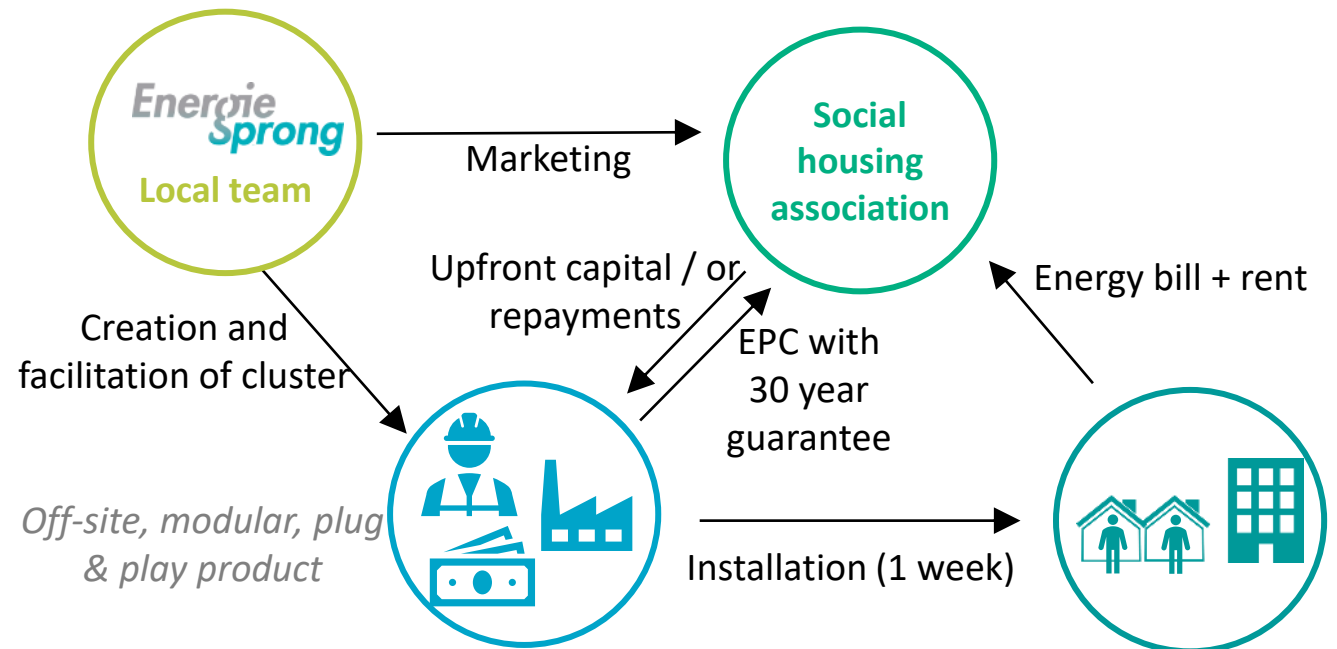 Energie
Sprong
Local team
Marketing
Social
housing
association
Upfront capital / or
repayments
Energy bill + rent
Creation and
facilitation of cluster
EPC with
30 year
guarantee
Off-site, modular, plug
& play product
Installation (1 week)